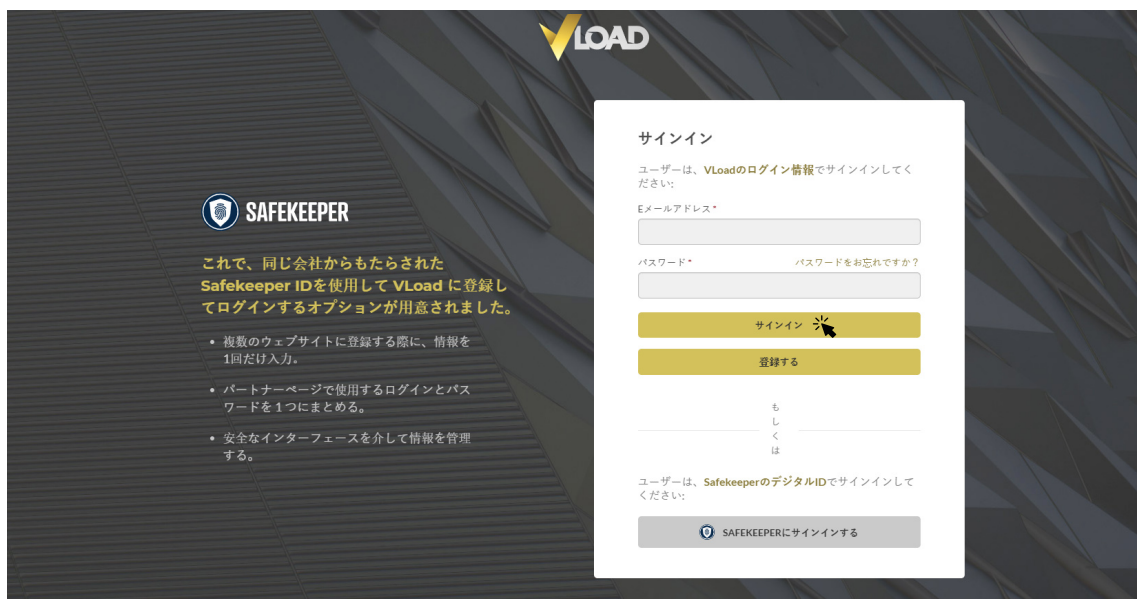 VLOAD
SAFEKEEPER
これで、同じ会社からもたらされた
Safekeeper IDを使用して VLoad に登録し
てログインするオプションが用意されました。
• 複数のウェブサイトに登録する際に、情報を
1回だけ入力。
• パートナーページで使用するログインとパス
ワードを1つにまとめる。
• 安全なインターフェースを介して情報を管理
する。
サインイン
ユーザーは、VLoadのログイン情報でサインインしてく
ださい:
Eメールアドレス*
パスワード* パスワードをお忘れですか?
サインイン
登録する
も
し
く
は
ユーザーは、SafekeeperのデジタルIDでサインインして
ください:
SAFEKEEPERにサインインする